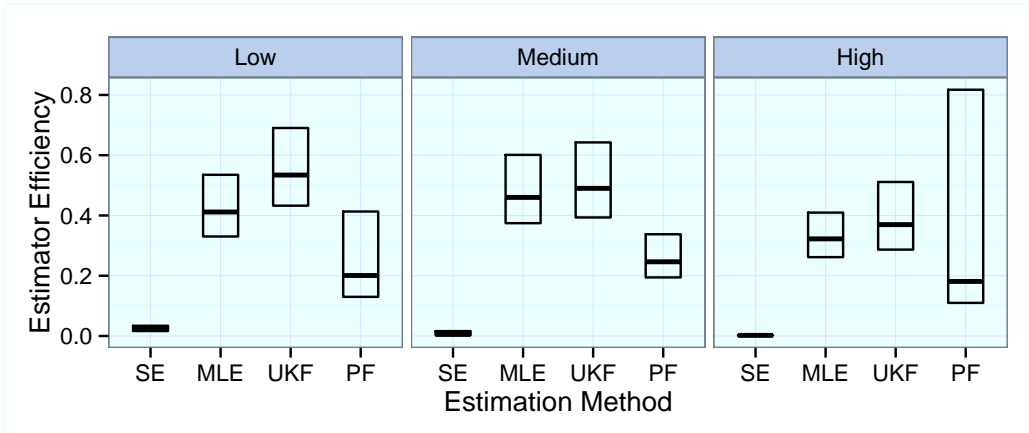 Low Medium High
Estimator Efficiency
0.8
0.6
0.4
0.2
0.0
SE MLE UKF PF SE MLE UKF PF SE MLE UKF PF
Estimation Method